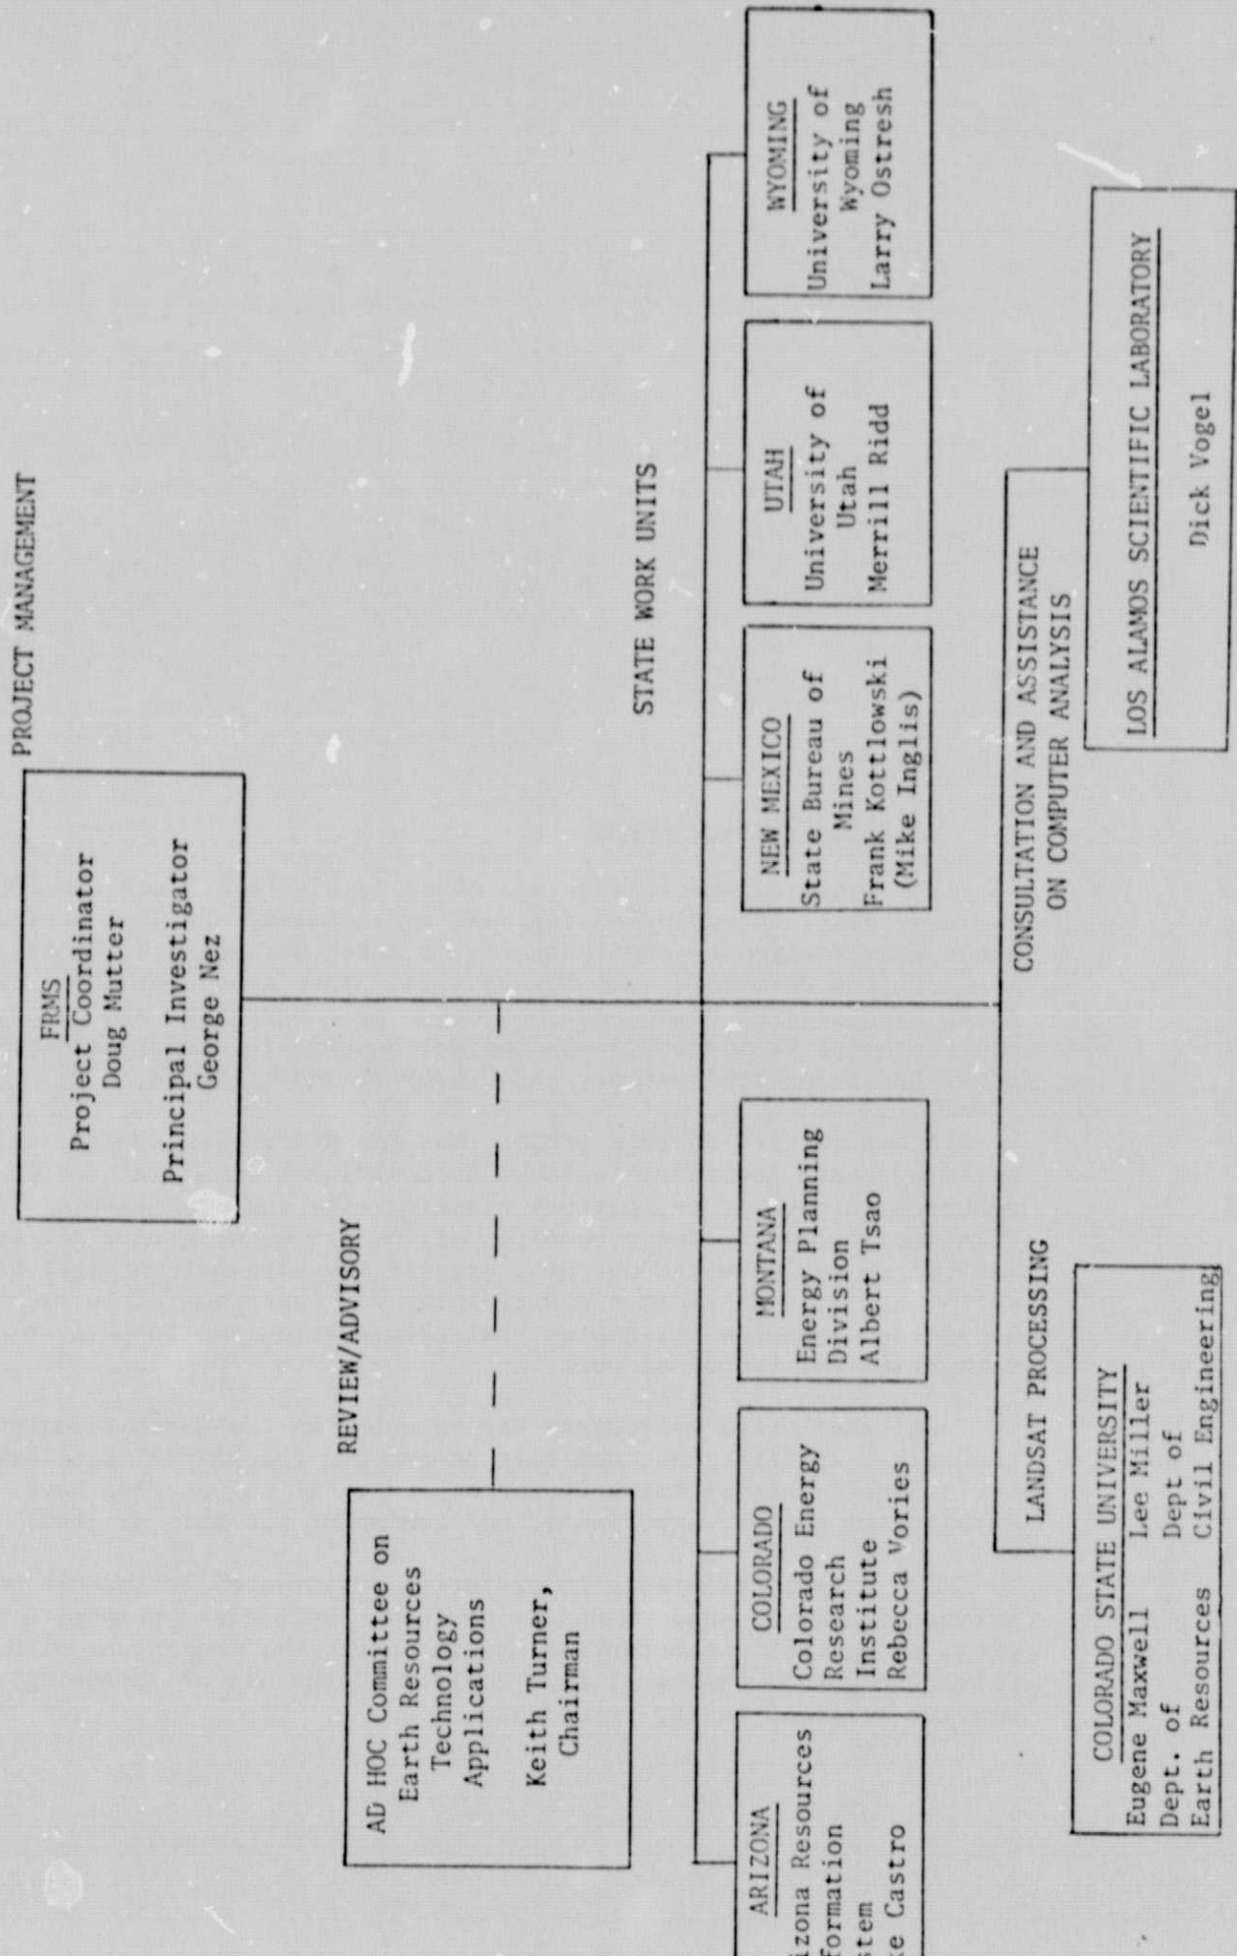 PROJECT MANAGEMENT
FRMS
Project Coordinator
Doug Mutter
Principal Investigator
George Nez
REVIEW/ADVISORY
AD HOC Committee on
Earth Resources
Technology
Applications
Keith Turner,
Chairman
STATE WORK UNITS
ARIZONA
izona Resources
formation
stem
ke Castro
COLORADO
Colorado Energy
Research
Institute
Rebecca Vories
MONTANA
Energy Planning
Division
Albert Tsao
NEW MEXICO
State Bureau of
Mines
Frank Kottlowski
(Mike Inglis)
UTAH
University of
Utah
Merrill Ridd
WYOMING
University of
Wyoming
Larry Ostresh
LANDSAT PROCESSING
COLORADO STATE UNIVERSITY
Eugene Maxwell Lee Miller
Dept. of Dept of
Earth Resources Civil Engineering
CONSULTATION AND ASSISTANCE
ON COMPUTER ANALYSIS
LOS ALAMOS SCIENTIFIC LABORATORY
Dick Vogel